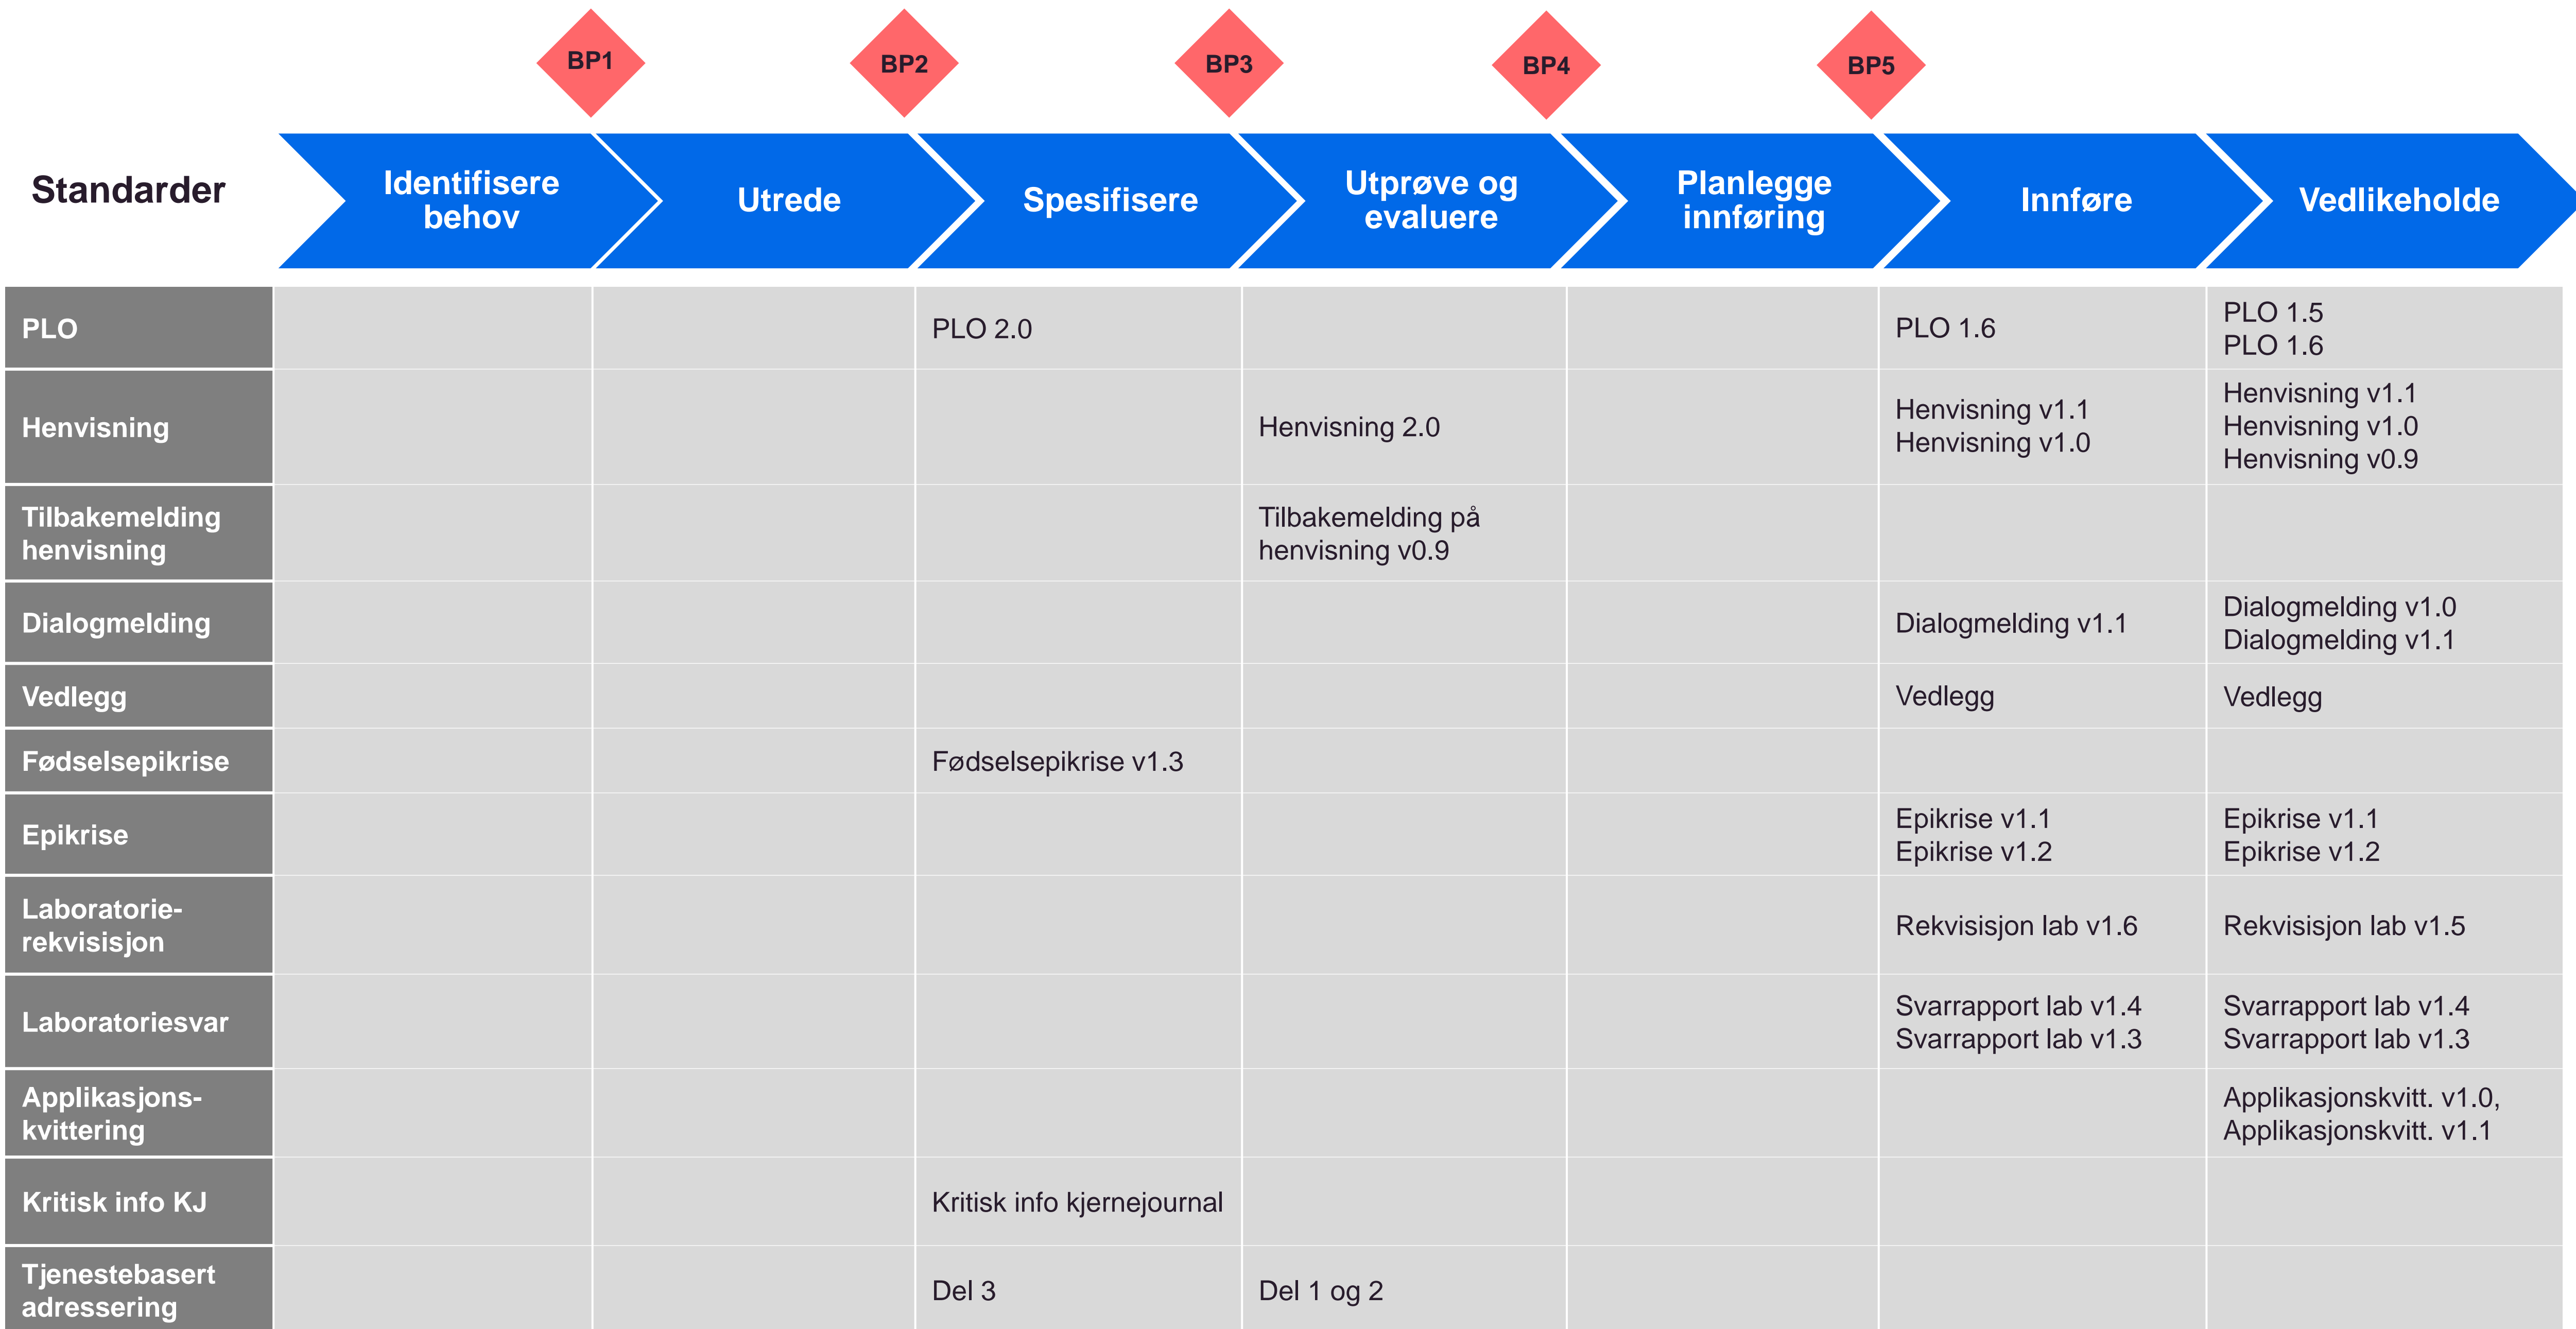 BP1
BP2
BP3
BP4
BP5
Standarder
Identifisere
behov
Utrede
Spesifisere
Utprøve og
evaluere
Planlegge
innføring
Innføre
Vedlikeholde
PLO
PLO 2.0
PLO 1.6
PLO 1.5
PLO 1.6
Henvisning
Henvisning 2.0
Henvisning v1.1
Henvisning v1.0
Henvisning v1.1
Henvisning v1.0
Henvisning v0.9
Tilbakemelding
henvisning
Tilbakemelding på
henvisning v0.9
Dialogmelding
Dialogmelding v1.1
Dialogmelding v1.0
Dialogmelding v1.1
Vedlegg
Vedlegg
Vedlegg
Fødselsepikrise
Fødselsepikrise v1.3
Epikrise
Epikrise v1.1
Epikrise v1.2
Epikrise v1.1
Epikrise v1.2
Laboratorie-
rekvisisjon
Rekvisisjon lab v1.6
Rekvisisjon lab v1.5
Laboratoriesvar
Svarrapport lab v1.4
Svarrapport lab v1.3
Svarrapport lab v1.4
Svarrapport lab v1.3
Applikasjons-
kvittering
Applikasjonskvitt. v1.0,
Applikasjonskvitt. v1.1
Kritisk info KJ
Kritisk info kjernejournal
Tjenestebasert
adressering
Del 3
Del 1 og 2